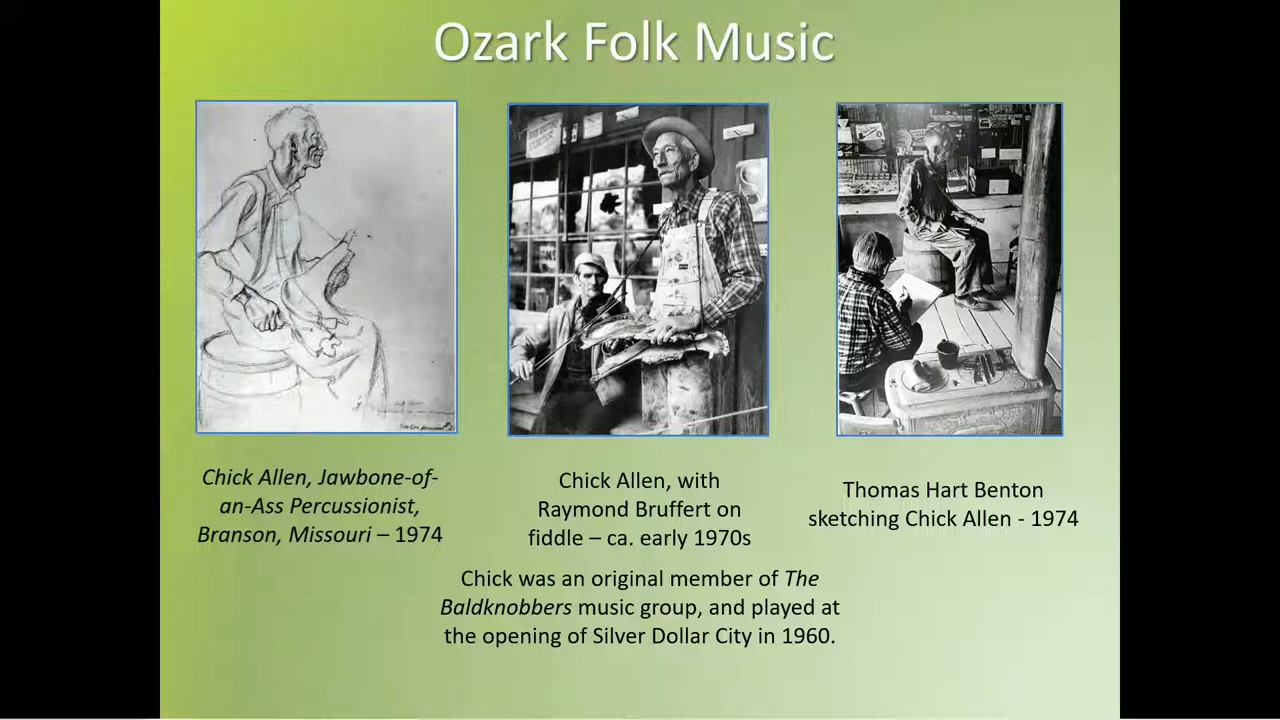 Ozark Folk Music
Chick Allen, Jawbone-of-
an-Ass Percussionist,
Branson, Missouri – 1974
Chick Allen, with
Raymond Bruffert on
fiddle – ca. early 1970s
Thomas Hart Benton
sketching Chick Allen - 1974
Chick was an original member of The
Baldknobbers music group, and played at
the opening of Silver Dollar City in 1960.